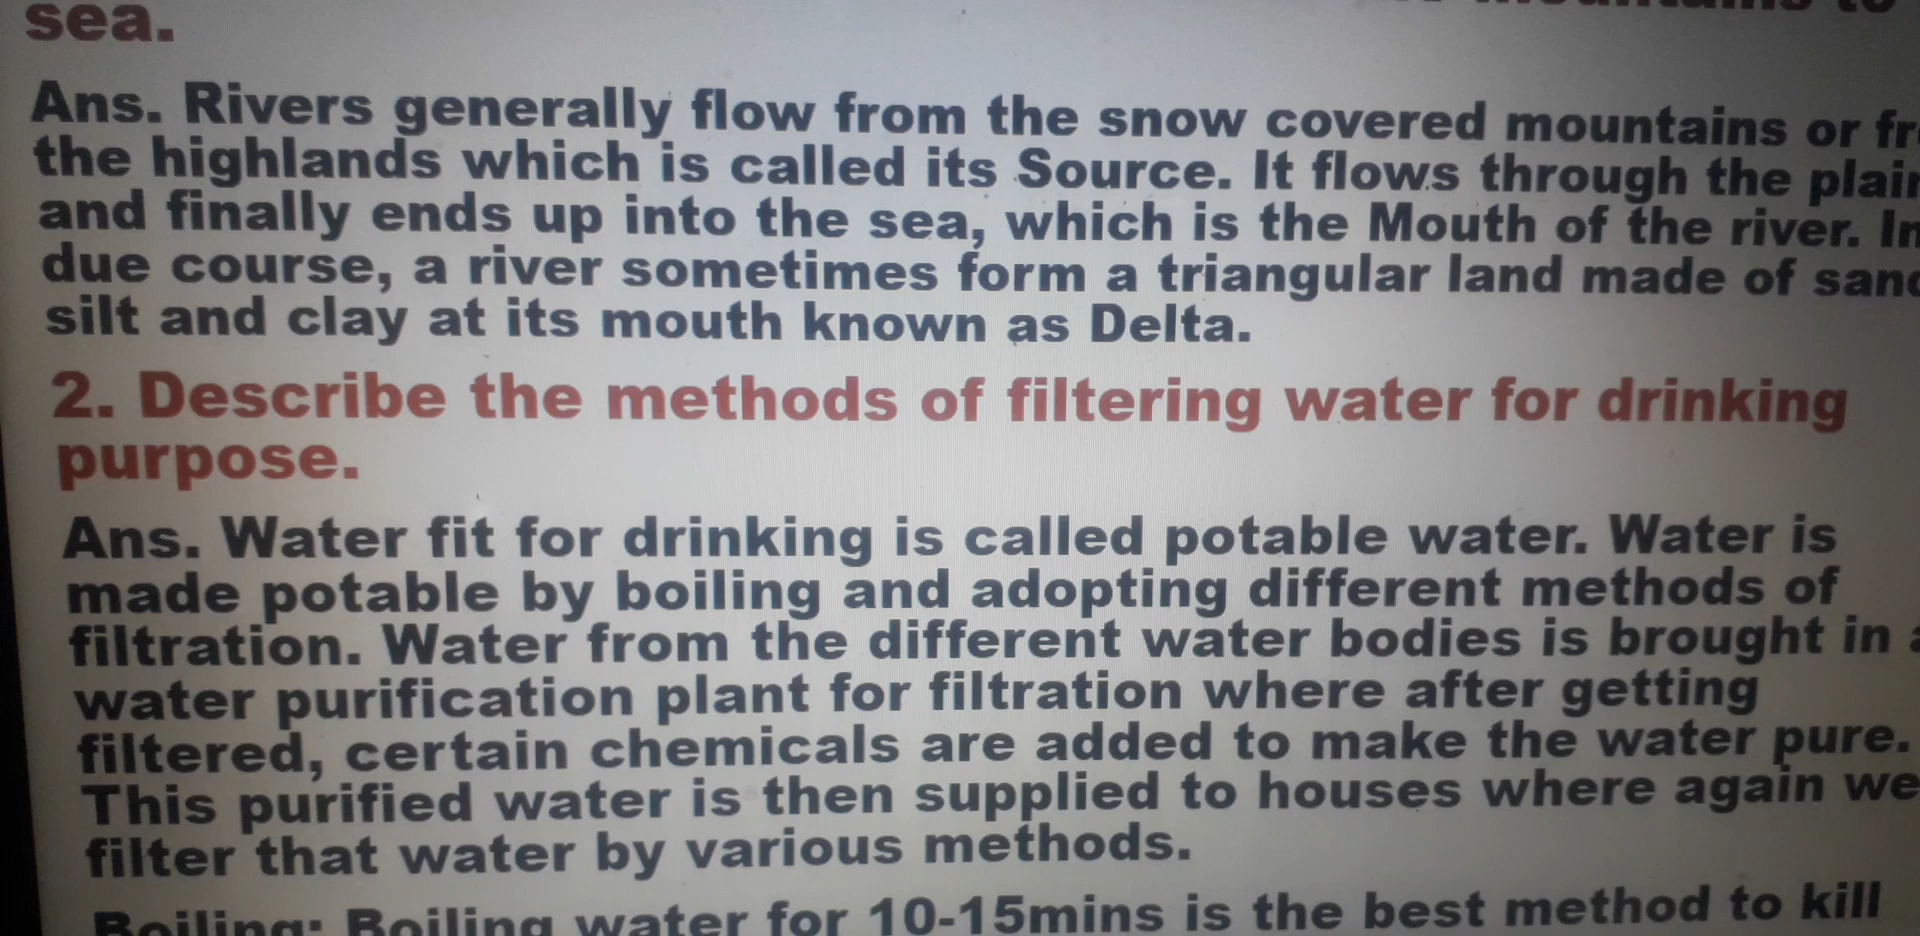 sea.
Ans. Rivers generally flow from the snow covered mountains or
the highlands which is called its Source. It flows through the
and finally ends up into the sea, which is the Mouth of the river.
due course, a river sometimes form a triangular land made of
silt and clay at its mouth known as Delta.
2. Describe the methods of filtering water for drinking
purpose.
Ans. Water fit for drinking is called potable water. Water is
made potable by boiling and adopting different methods of
filtration. Water from the different water bodies is brought in
water purification plant for filtration where after getting
filtered, certain chemicals are added to make the water pure.
This purified water is then supplied to houses where again we
filter that water by various methods.
Boiling: Boiling water for 10-15mins is the best method to kill